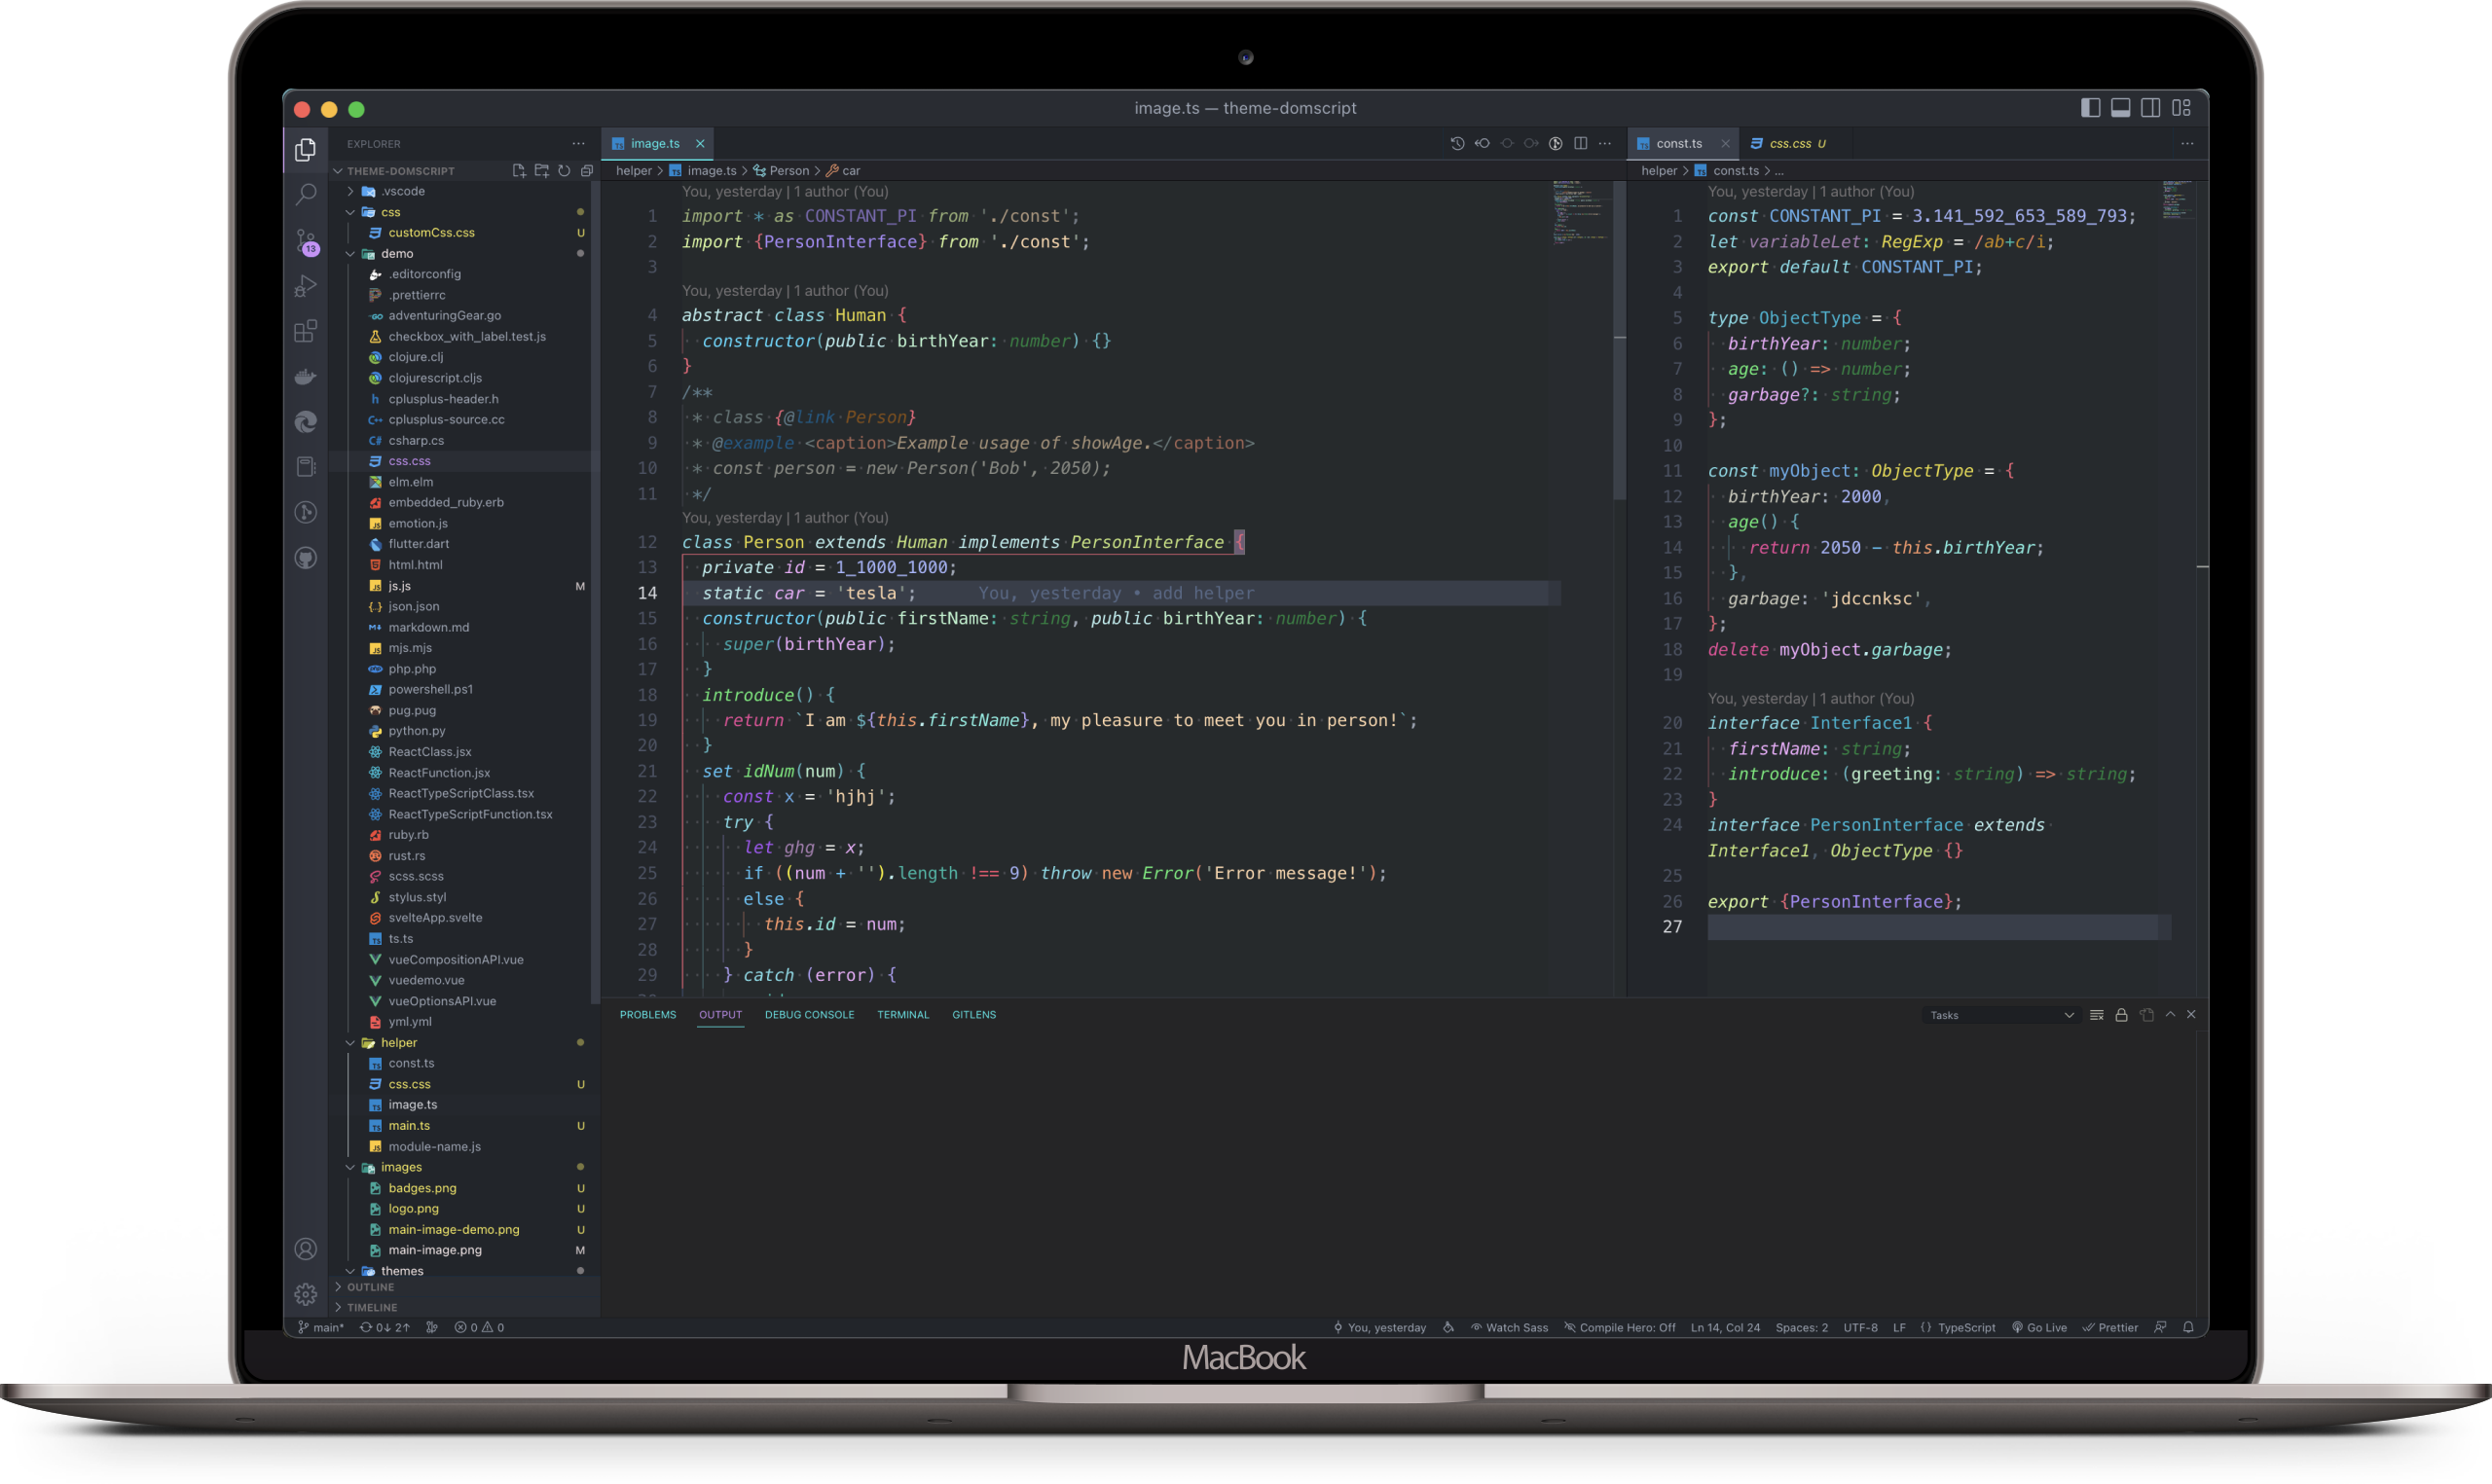 image.ts — theme-domscript
EXPLORER
THEME-DOMSCRIPT
.vscode
css
customCss.css U
demo
.editorconfig
.prettierrc
adventuringGear.go
checkbox_with_label.test.js
clojure.clj
clojurescript.cljs
cplusplus-header.h
cplusplus-source.cc
csharp.cs
css.css
elm.elm
embedded_ruby.erb
emotion.js
flutter.dart
html.html
js.js M
json.json
markdown.md
mjs.mjs
php.php
powershell.ps1
pug.pug
python.py
ReactClass.jsx
ReactFunction.jsx
ReactTypeScriptClass.tsx
ReactTypeScriptFunction.tsx
ruby.rb
rust.rs
scss.scss
stylus.styl
svelteApp.svelte
ts.ts
vueCompositionAPI.vue
vuedemo.vue
vueOptionsAPI.vue
yml.yml
helper
const.ts
css.css U
image.ts
main.ts U
module-name.js
images
badges.png U
logo.png U
main-image-demo.png U
main-image.png M
themes
OUTLINE
TIMELINE
13
image.ts
helper > image.ts > Person > car
You, yesterday | 1 author (You)
1 import * as CONSTANT_PI from './const';
2 import {PersonInterface} from './const';
3
You, yesterday | 1 author (You)
4 abstract class Human {
5 constructor(public birthYear: number) {}
6 }
7 /**
8 * class {@link Person}
9 * @example <caption>Example usage of showAge.</caption>
10 * const person = new Person('Bob', 2050);
11 */
You, yesterday | 1 author (You)
12 class Person extends Human implements PersonInterface {
13 private id = 1_1000_1000;
14 static car = 'tesla'; You, yesterday • add helper
15 constructor(public firstName: string, public birthYear: number) {
16 super(birthYear);
17 }
18 introduce() {
19 return `I am ${this.firstName}, my pleasure to meet you in person!`;
20 }
21 set idNum(num) {
22 const x = 'hjhj';
23 try {
24 let ghg = x;
25 if ((num + '').length !== 9) throw new Error('Error message!');
26 else {
27 this.id = num;
28 }
29 } catch (error) {
const.ts
css.css U
helper > const.ts > ...
You, yesterday | 1 author (You)
1 const CONSTANT_PI = 3.141_592_653_589_793;
2 let variableLet: RegExp = /ab+c/i;
3 export default CONSTANT_PI;
4
5 type ObjectType = {
6 birthYear: number;
7 age: () => number;
8 garbage?: string;
9 };
10
11 const myObject: ObjectType = {
12 birthYear: 2000,
13 age() {
14 return 2050 - this.birthYear;
15 },
16 garbage: 'jdccnksc',
17 };
18 delete myObject.garbage;
19
You, yesterday | 1 author (You)
20 interface Interface1 {
21 firstName: string;
22 introduce: (greeting: string) => string;
23 }
24 interface PersonInterface extends
Interface1, ObjectType {}
25
26 export {PersonInterface};
27
PROBLEMS OUTPUT DEBUG CONSOLE TERMINAL GITLENS
Tasks
main* 0↓ 2↑ 0 0
You, yesterday Watch Sass Compile Hero: Off Ln 14, Col 24 Spaces: 2 UTF-8 LF { } TypeScript Go Live Prettier
MacBook